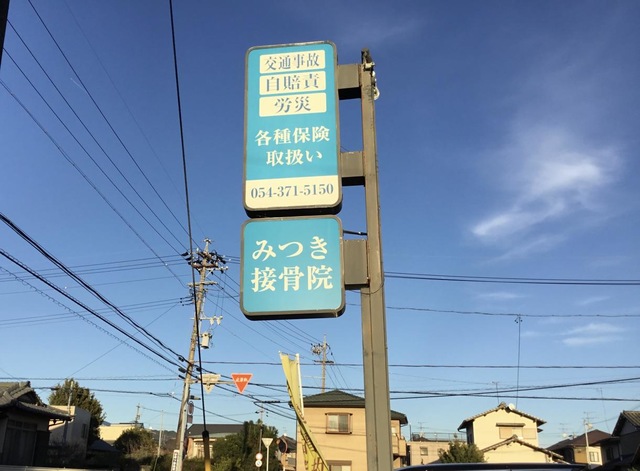 交通事故
自賠責
労災
各種保険
取扱い
054-371-5150
みつき
接骨院